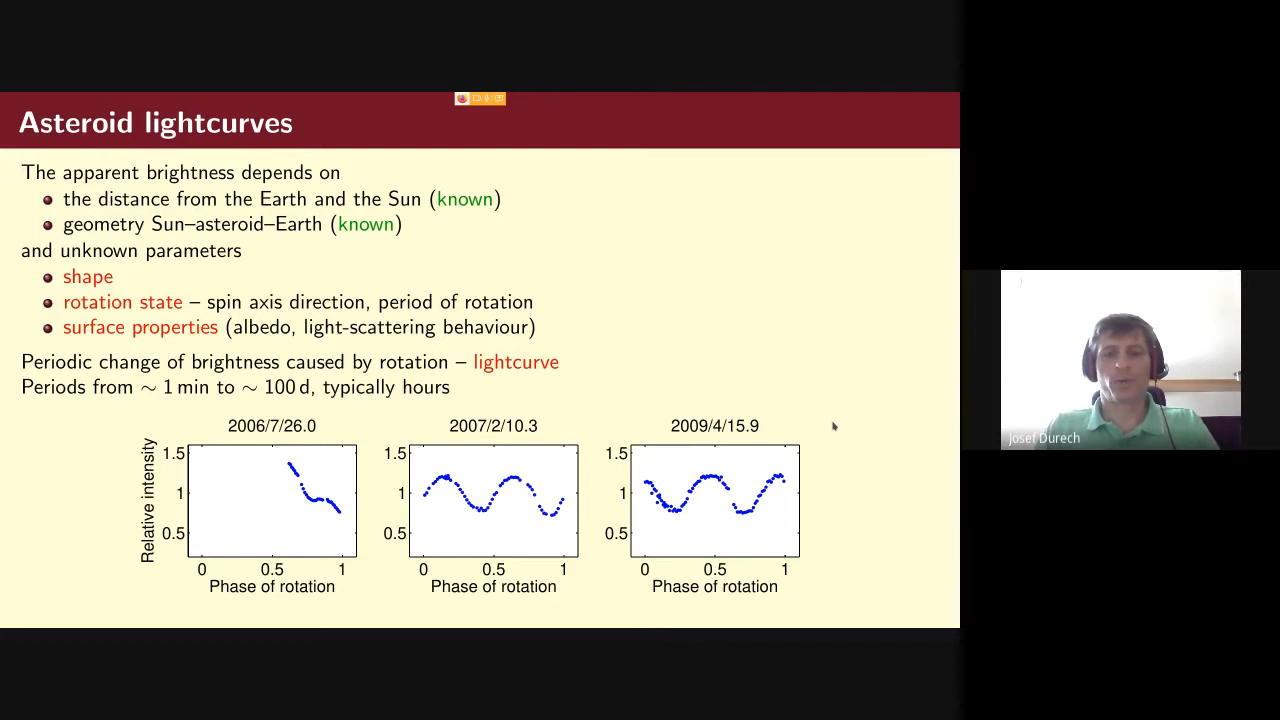 Asteroid lightcurves
The apparent brightness depends on
the distance from the Earth and the Sun (known)
geometry Sun–asteroid–Earth (known)
and unknown parameters
shape
rotation state – spin axis direction, period of rotation
surface properties (albedo, light-scattering behaviour)
Periodic change of brightness caused by rotation – lightcurve
Periods from ∼ 1 min to ∼ 100 d, typically hours
2006/7/26.0
2007/2/10.3
2009/4/15.9
Relative intensity
1.5
1
0.5
1.5
1
0.5
1.5
1
0.5
0 0.5 1
0 0.5 1
0 0.5 1
Phase of rotation
Phase of rotation
Phase of rotation
Josef Durech